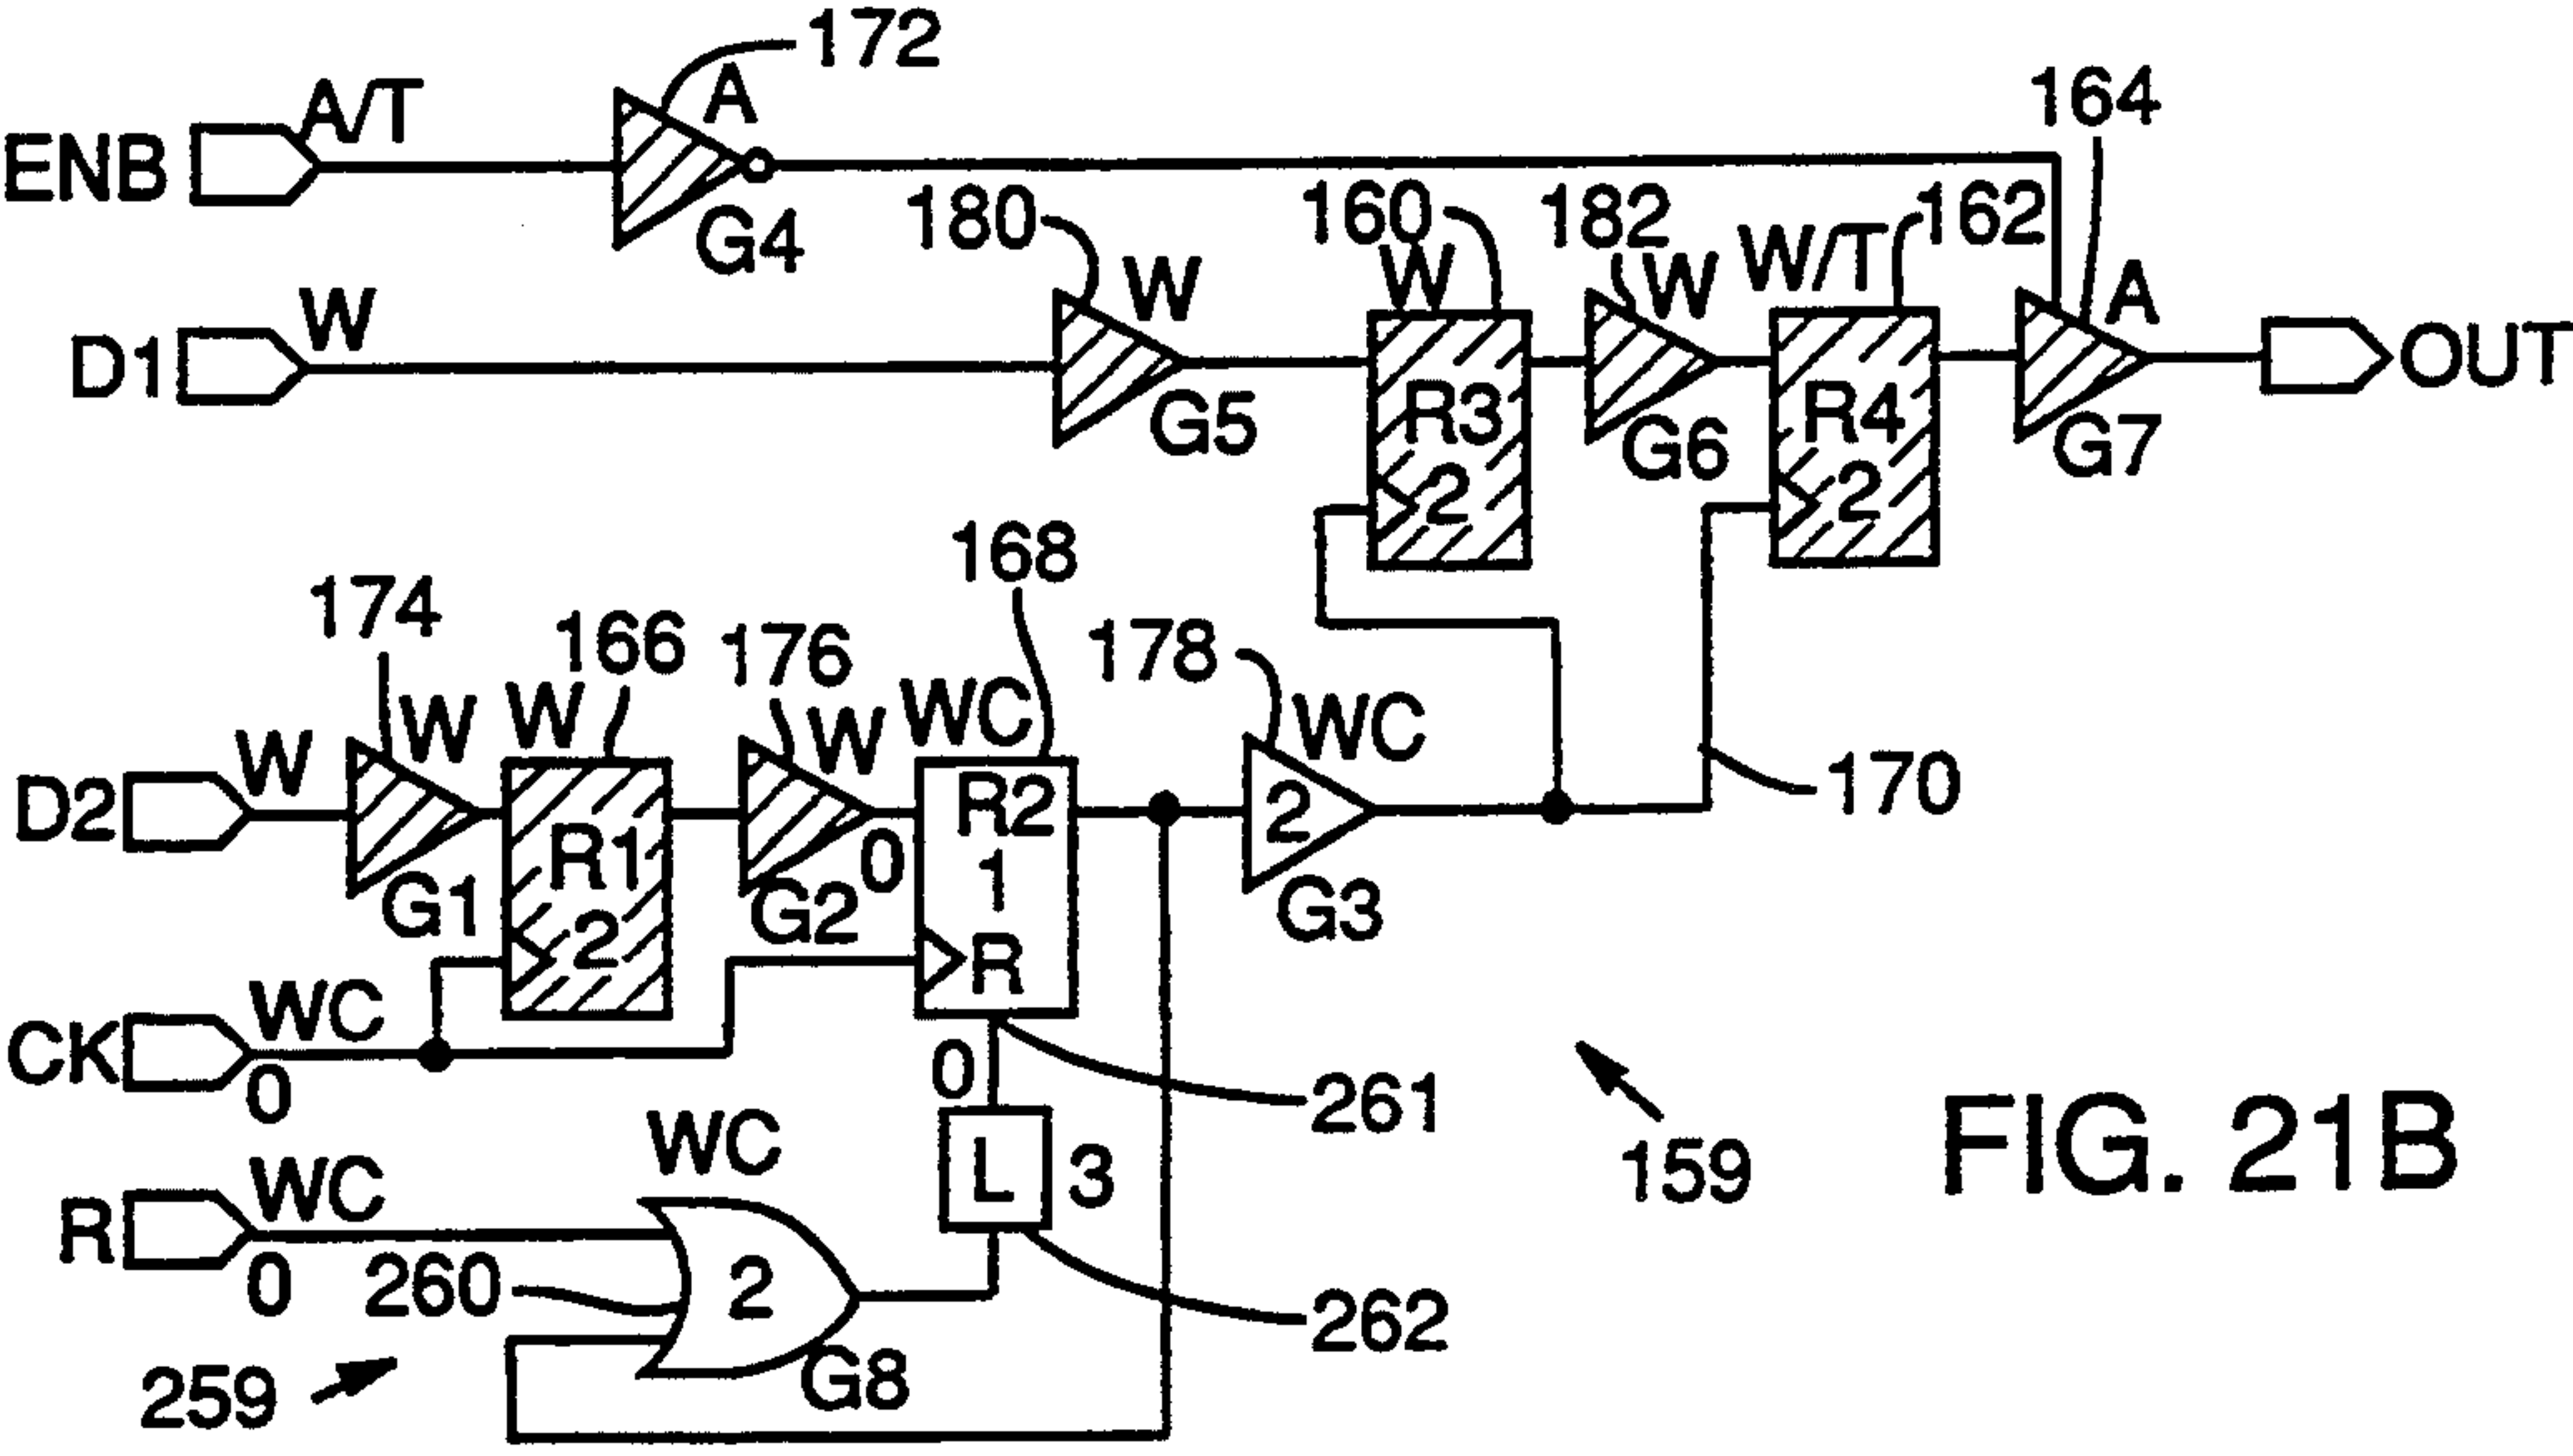 172
A/T
A
164
ENB
G4
180
160
182
162
W
W
W
W
W/T
A
D1
G5
R3
2
G6
R4
2
G7
OUT
174
166
176
168
178
W
W
W
W
WC
WC
D2
G1
R1
2
G2
0
R2
1
R
2
G3
170
CK
WC
0
0
261
159
FIG. 21B
R
WC
0
WC
L
3
260
2
G8
262
259